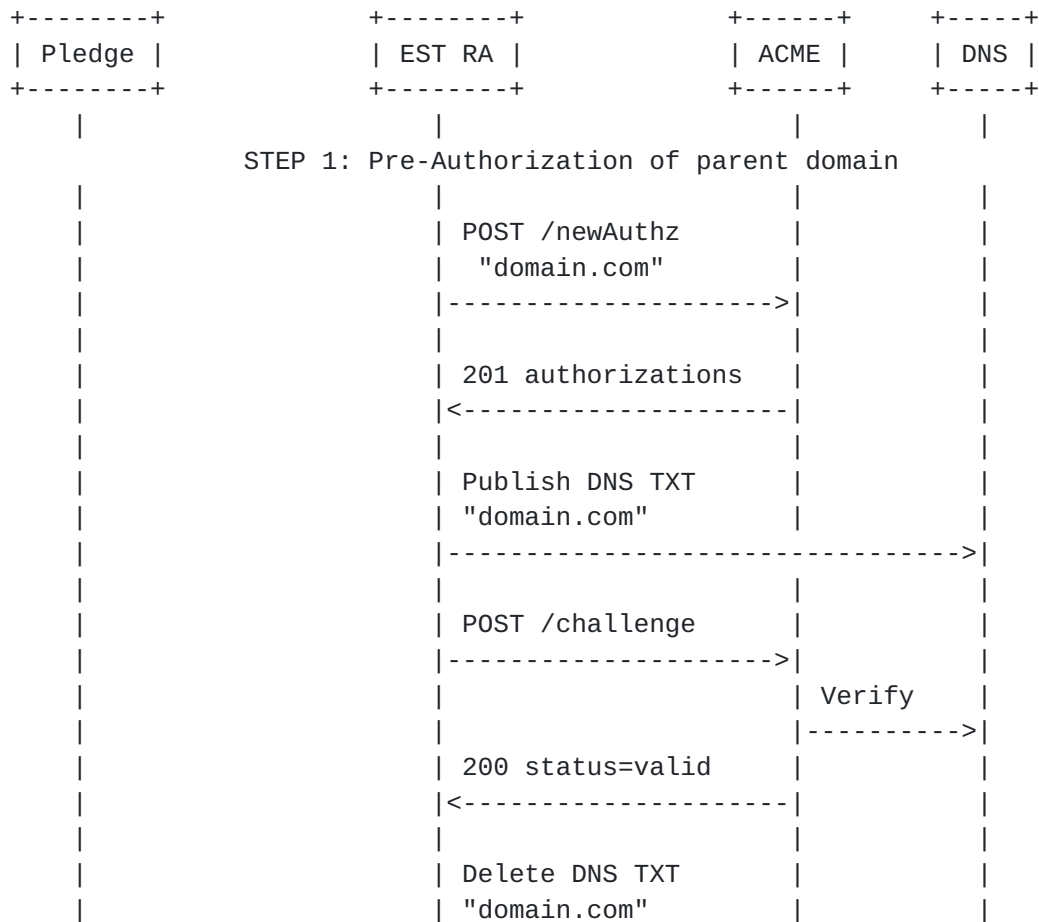 +--------+             +--------+             +------+     +-----+
| Pledge |             | EST RA |             | ACME |     | DNS |
+--------+             +--------+             +------+     +-----+
    |                      |                      |           |
               STEP 1: Pre-Authorization of parent domain
    |                      |                      |           |
    |                      | POST /newAuthz       |           |
    |                      |  "domain.com"        |           |
    |                      |--------------------->|           |
    |                      |                      |           |
    |                      | 201 authorizations   |           |
    |                      |<---------------------|           |
    |                      |                      |           |
    |                      | Publish DNS TXT      |           |
    |                      | "domain.com"         |           |
    |                      |--------------------------------->|
    |                      |                      |           |
    |                      | POST /challenge      |           |
    |                      |--------------------->|           |
    |                      |                      | Verify    |
    |                      |                      |---------->|
    |                      | 200 status=valid     |           |
    |                      |<---------------------|           |
    |                      |                      |           |
    |                      | Delete DNS TXT       |           |
    |                      | "domain.com"         |           |